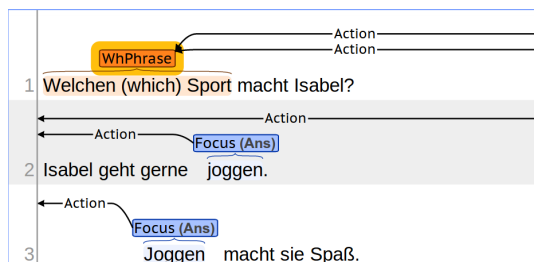 Action
Action
WhPhrase
1 Welchen (which) Sport macht Isabel?
Action
Action
Focus (Ans)
2 Isabel geht gerne joggen.
Action
Focus (Ans)
3 Joggen macht sie Spaß.